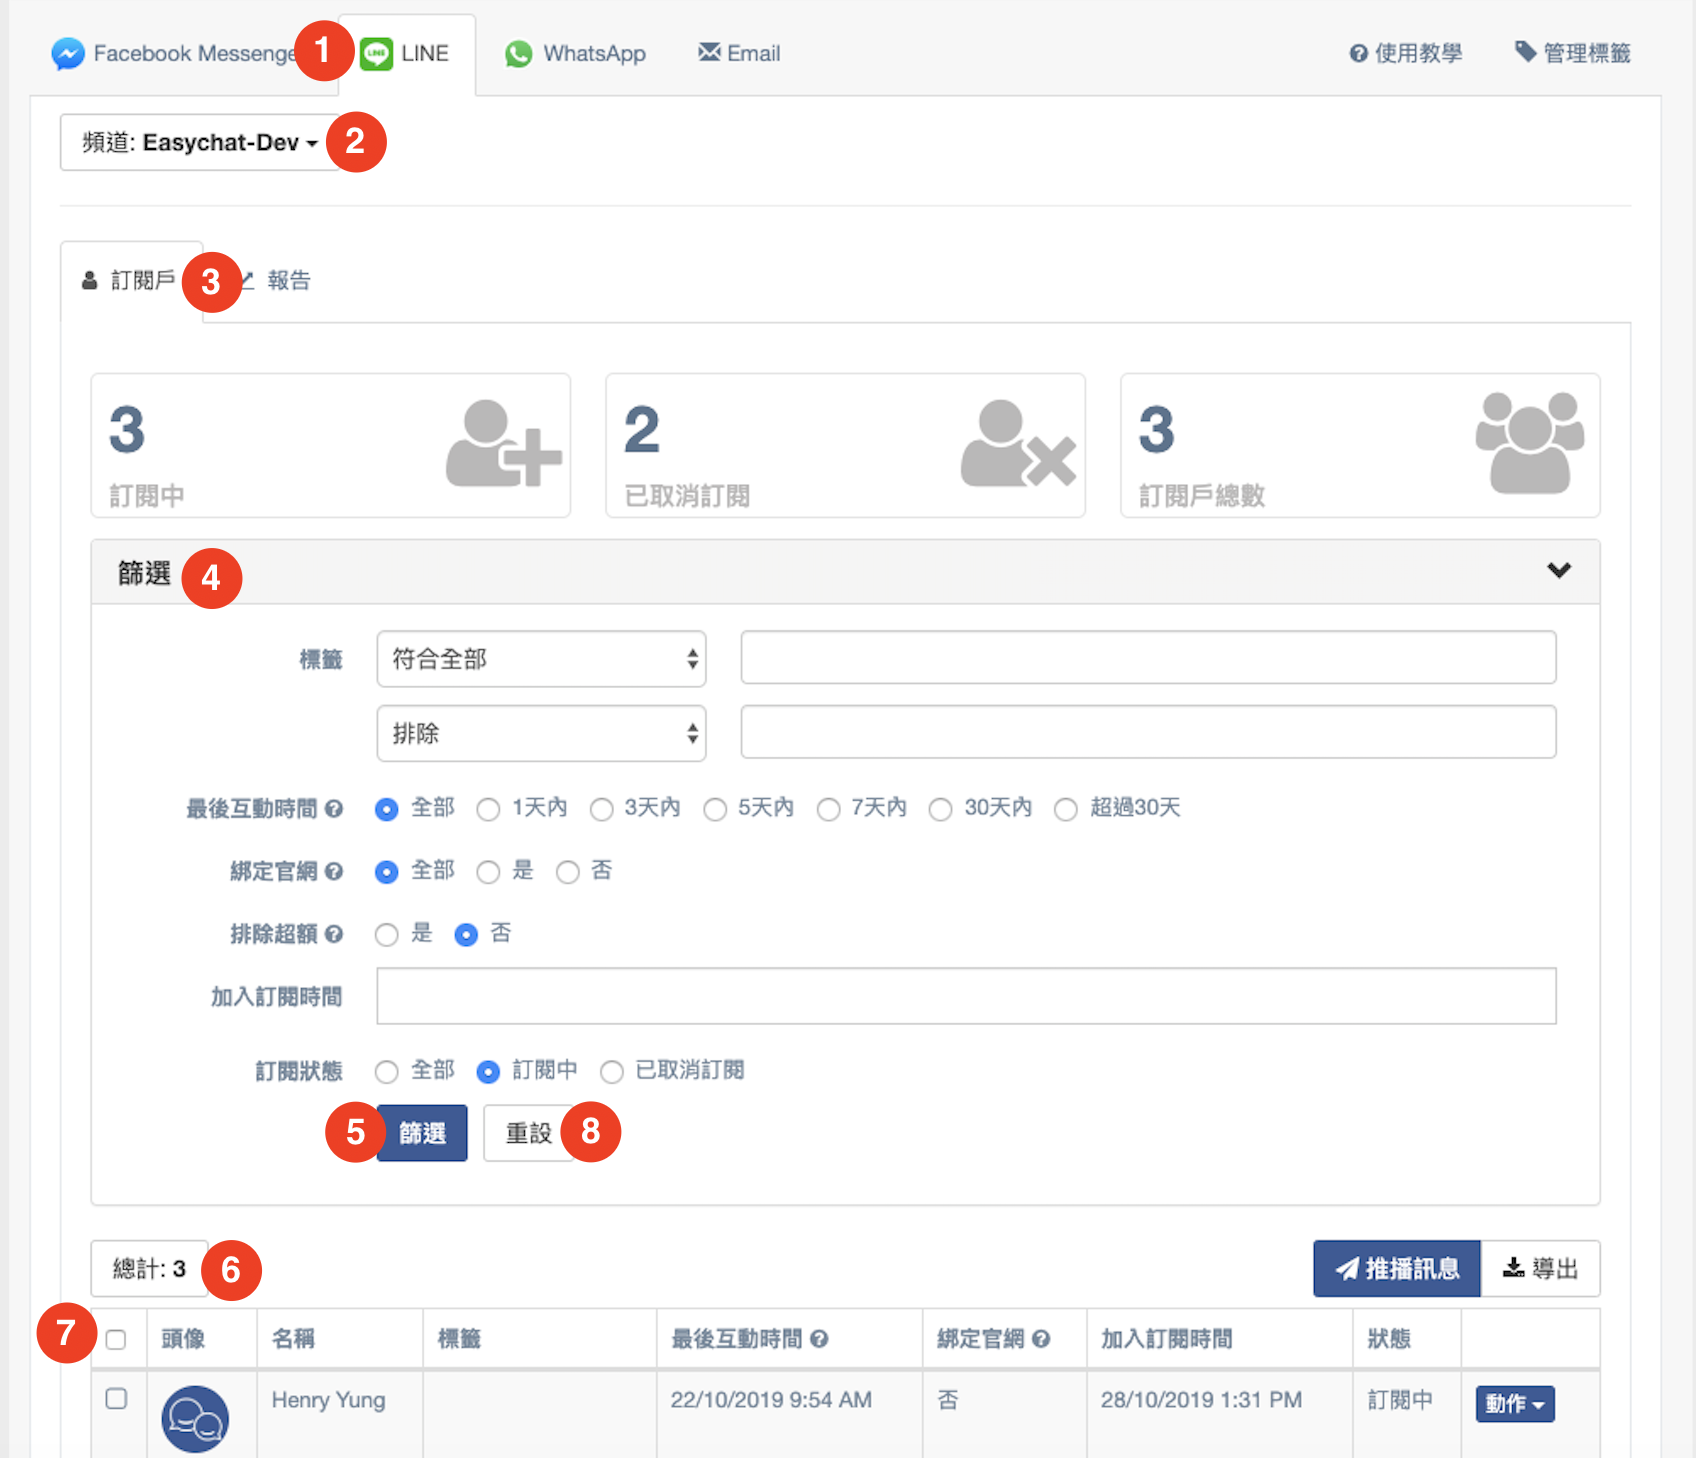 Facebook Messenge 1 LINE WhatsApp Email 使用教學 管理標籤
頻道: Easychat-Dev 2
訂閱戶 3 報告
3 2 3
訂閱中 已取消訂閱 訂閱戶總數
篩選 4
標籤 符合全部
排除
最後互動時間 全部 1天內 3天內 5天內 7天內 30天內 超過30天
綁定官網 全部 是 否
排除超額 是 否
加入訂閱時間
訂閱狀態 全部 訂閱中 已取消訂閱
5 篩選 重設 8
總計: 3 6 推播訊息 導出
7 頭像 名稱 標籤 最後互動時間 綁定官網 加入訂閱時間 狀態
Henry Yung 22/10/2019 9:54 AM 否 28/10/2019 1:31 PM 訂閱中 動作